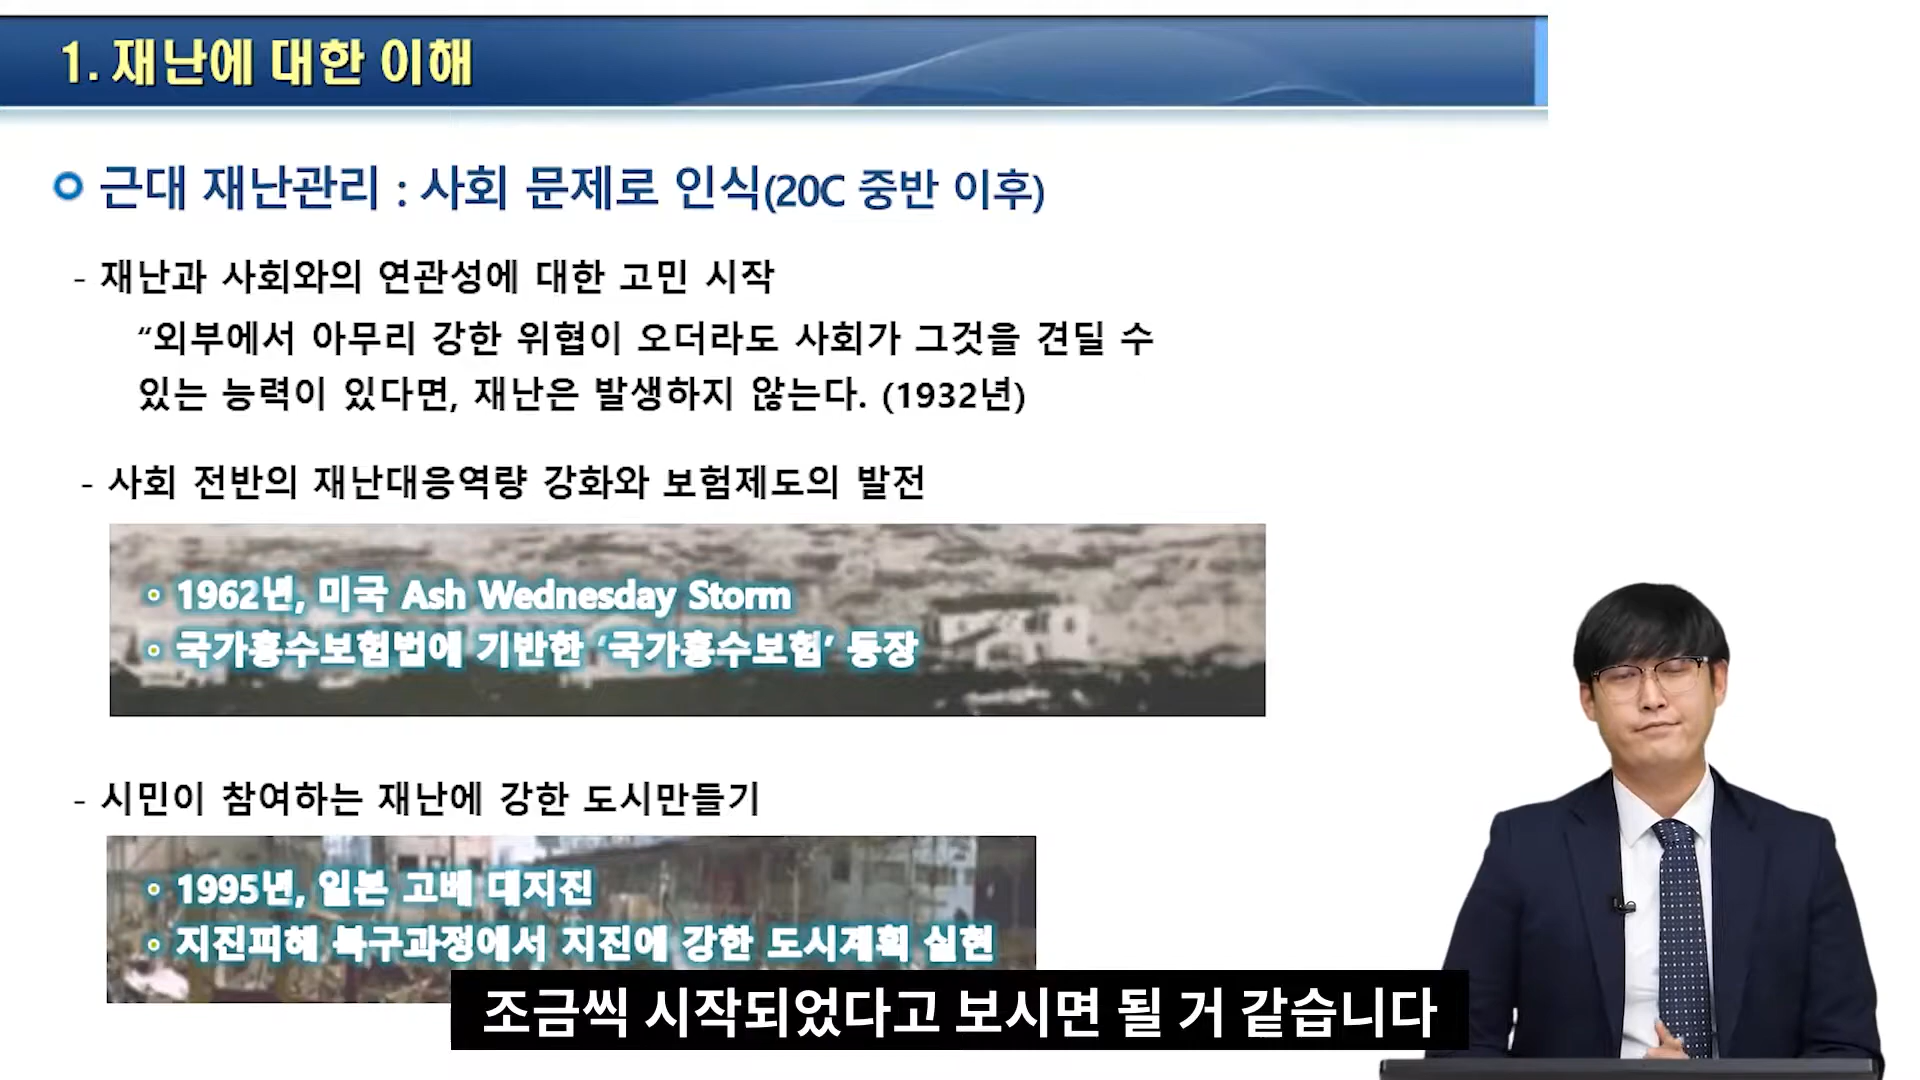 1. 재난에 대한 이해
근대 재난관리 : 사회 문제로 인식(20C 중반 이후)
- 재난과 사회와의 연관성에 대한 고민 시작
“외부에서 아무리 강한 위협이 오더라도 사회가 그것을 견딜 수
있는 능력이 있다면, 재난은 발생하지 않는다. (1932년)
- 사회 전반의 재난대응역량 강화와 보험제도의 발전
1962년, 미국 Ash Wednesday Storm
국가홍수보험법에 기반한 ‘국가홍수보험’ 등장
- 시민이 참여하는 재난에 강한 도시만들기
1995년, 일본 고베 대지진
지진피해 복구과정에서 지진에 강한 도시계획 실현
조금씩 시작되었다고 보시면 될 거 같습니다